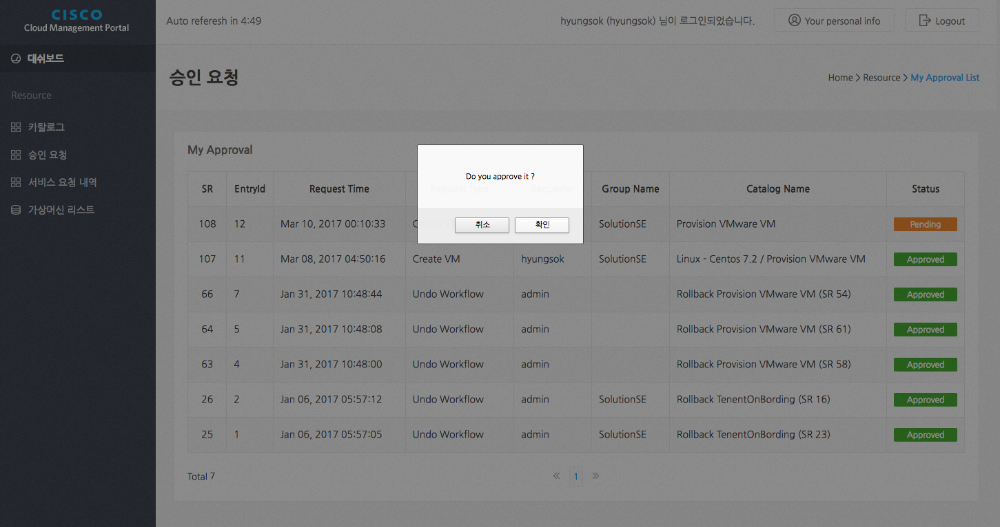 CISCO
Cloud Management Portal
Auto referesh in 4:49
hyungsok (hyungsok) 님이 로그인되었습니다.
Your personal info
Logout
대쉬보드
Resource
카탈로그
승인 요청
서비스 요청 내역
가상머신 리스트
승인 요청
Home > Resource > My Approval List
My Approval
SR EntryId Request Time Request Type Requester Group Name Catalog Name Status
108 12 Mar 10, 2017 00:10:33 SolutionSE Provision VMware VM Pending
107 11 Mar 08, 2017 04:50:16 Create VM hyungsok SolutionSE Linux - Centos 7.2 / Provision VMware VM Approved
66 7 Jan 31, 2017 10:48:44 Undo Workflow admin Rollback Provision VMware VM (SR 54) Approved
64 5 Jan 31, 2017 10:48:08 Undo Workflow admin Rollback Provision VMware VM (SR 61) Approved
63 4 Jan 31, 2017 10:48:00 Undo Workflow admin Rollback Provision VMware VM (SR 58) Approved
26 2 Jan 06, 2017 05:57:12 Undo Workflow admin SolutionSE Rollback TenentOnBording (SR 16) Approved
25 1 Jan 06, 2017 05:57:05 Undo Workflow admin SolutionSE Rollback TenentOnBording (SR 23) Approved
Total 7
« 1 »
Do you approve it ?
취소 확인